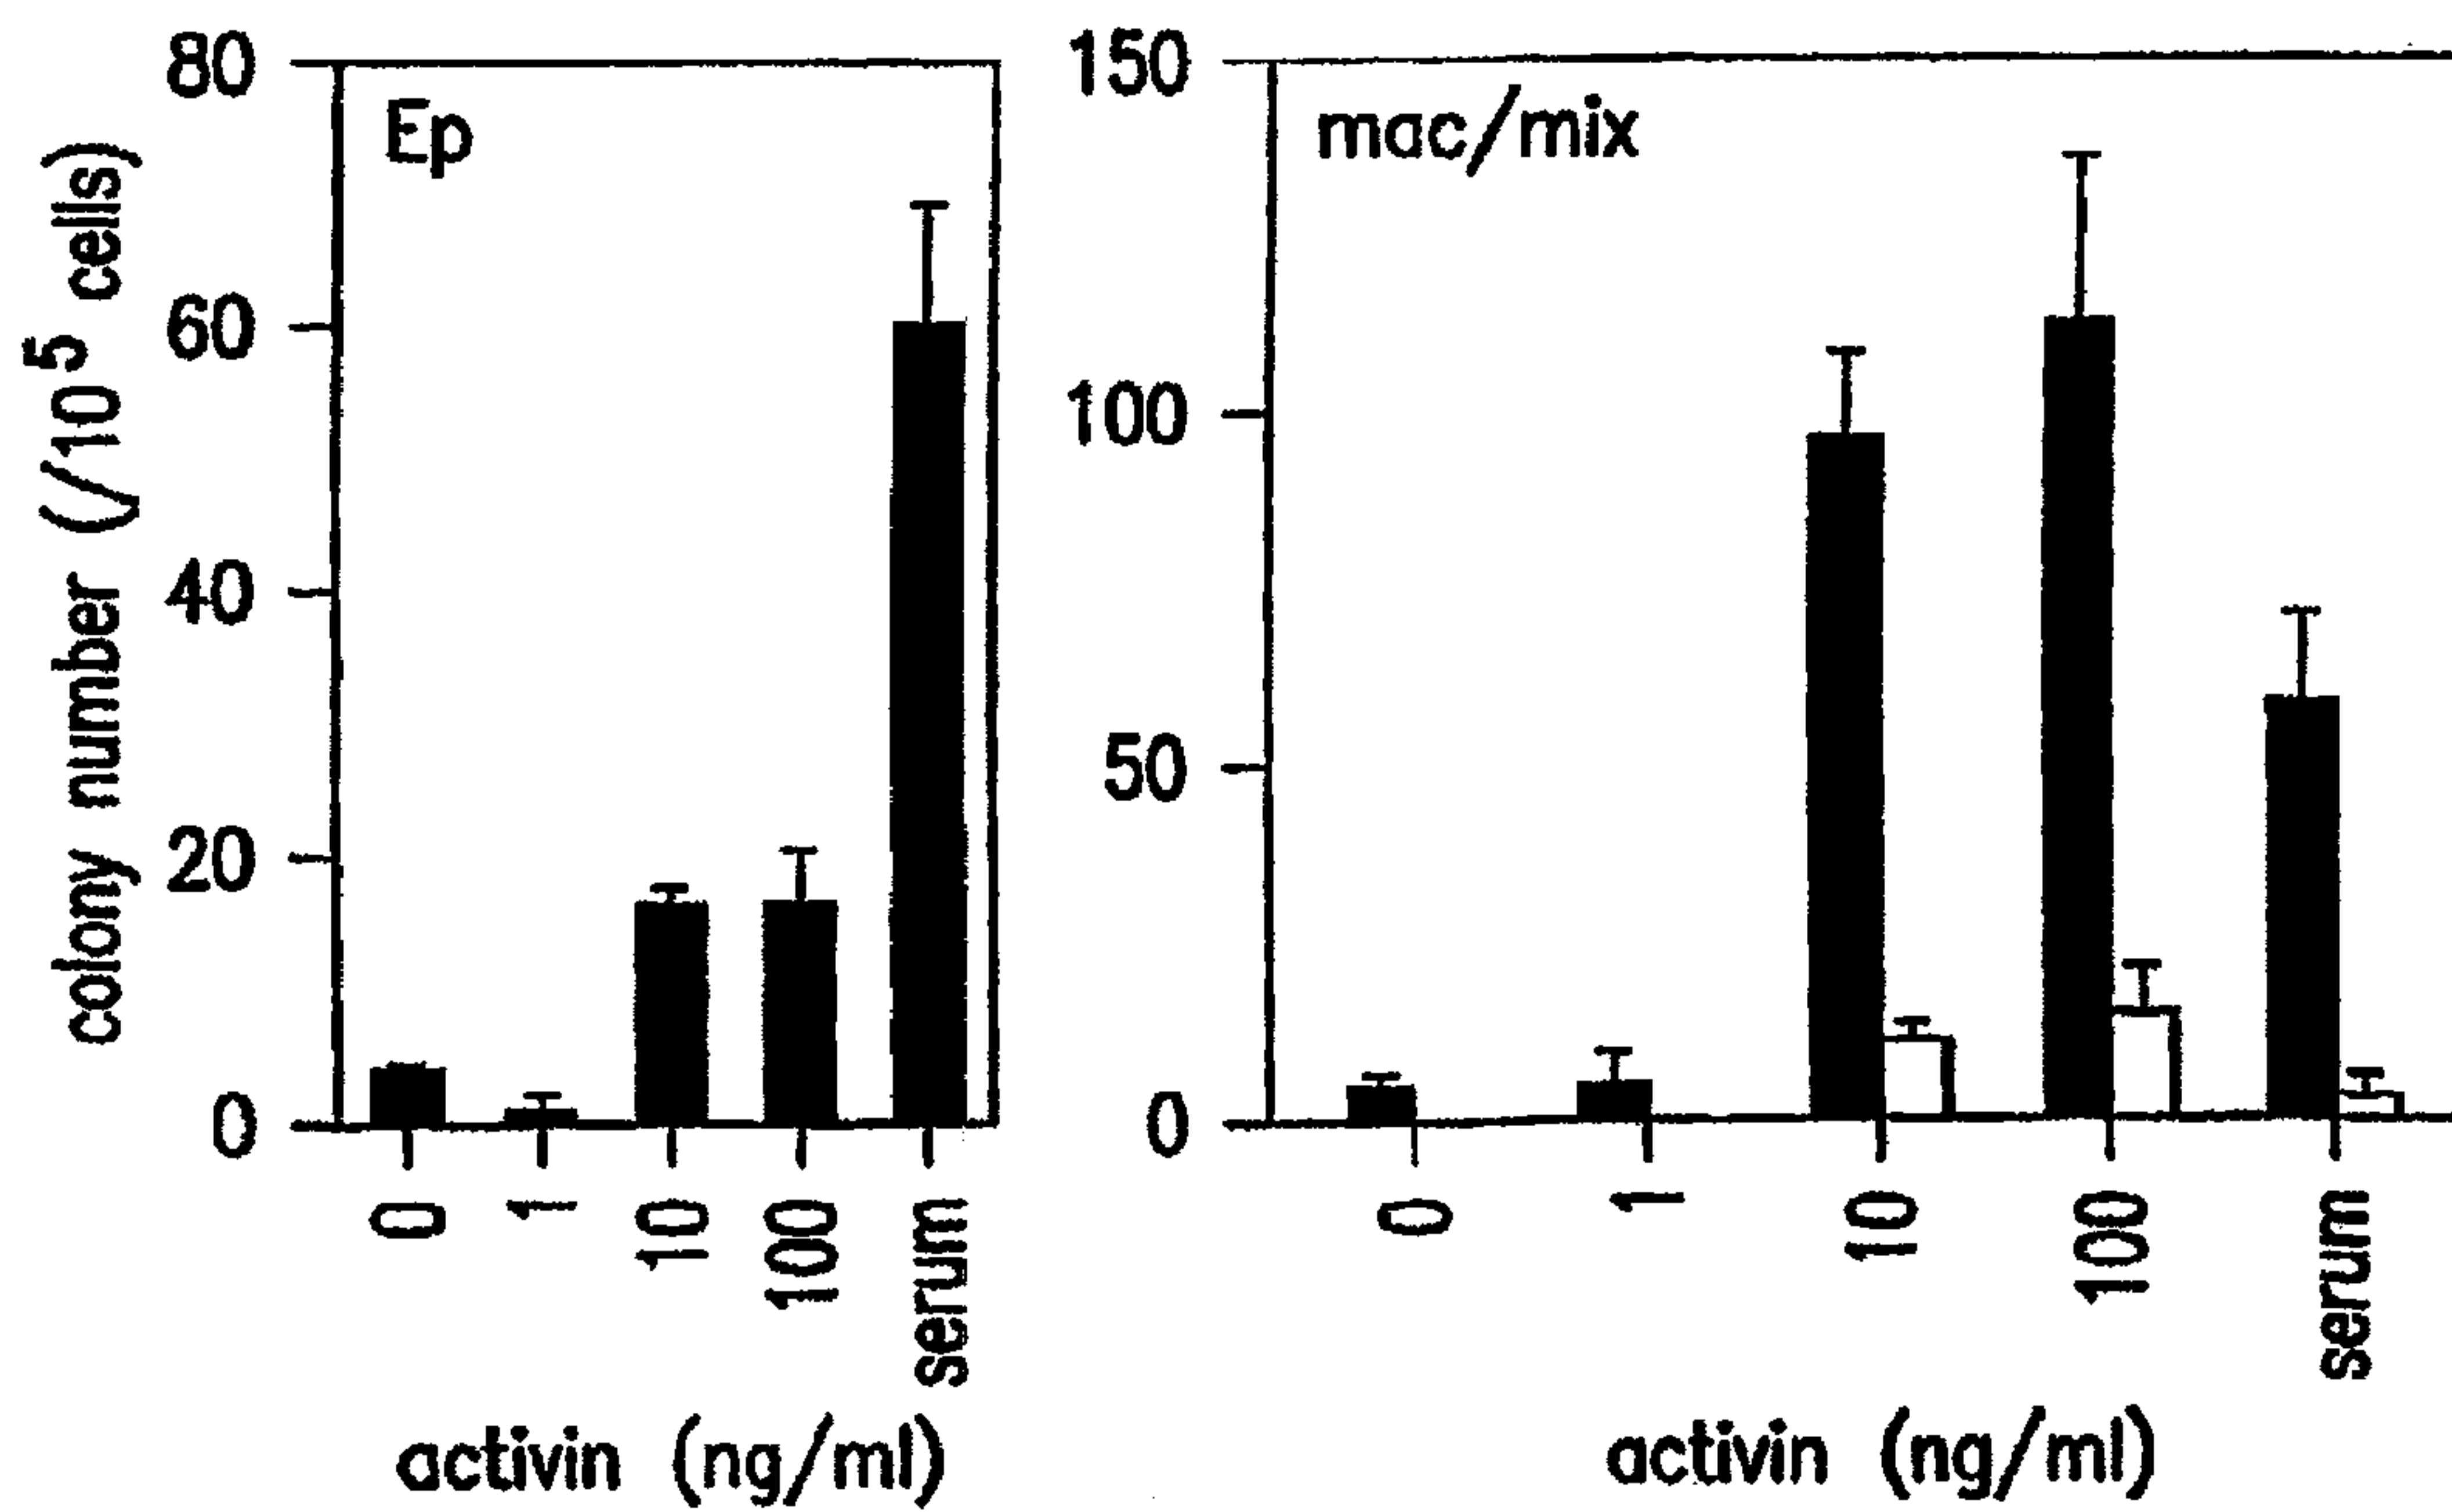 colony number (/10⁵ cells)
80
60
40
20
0
Ep
0
1
10
100
serum
activin (ng/ml)
150
100
50
0
mac/mix
0
1
10
100
serum
activin (ng/ml)